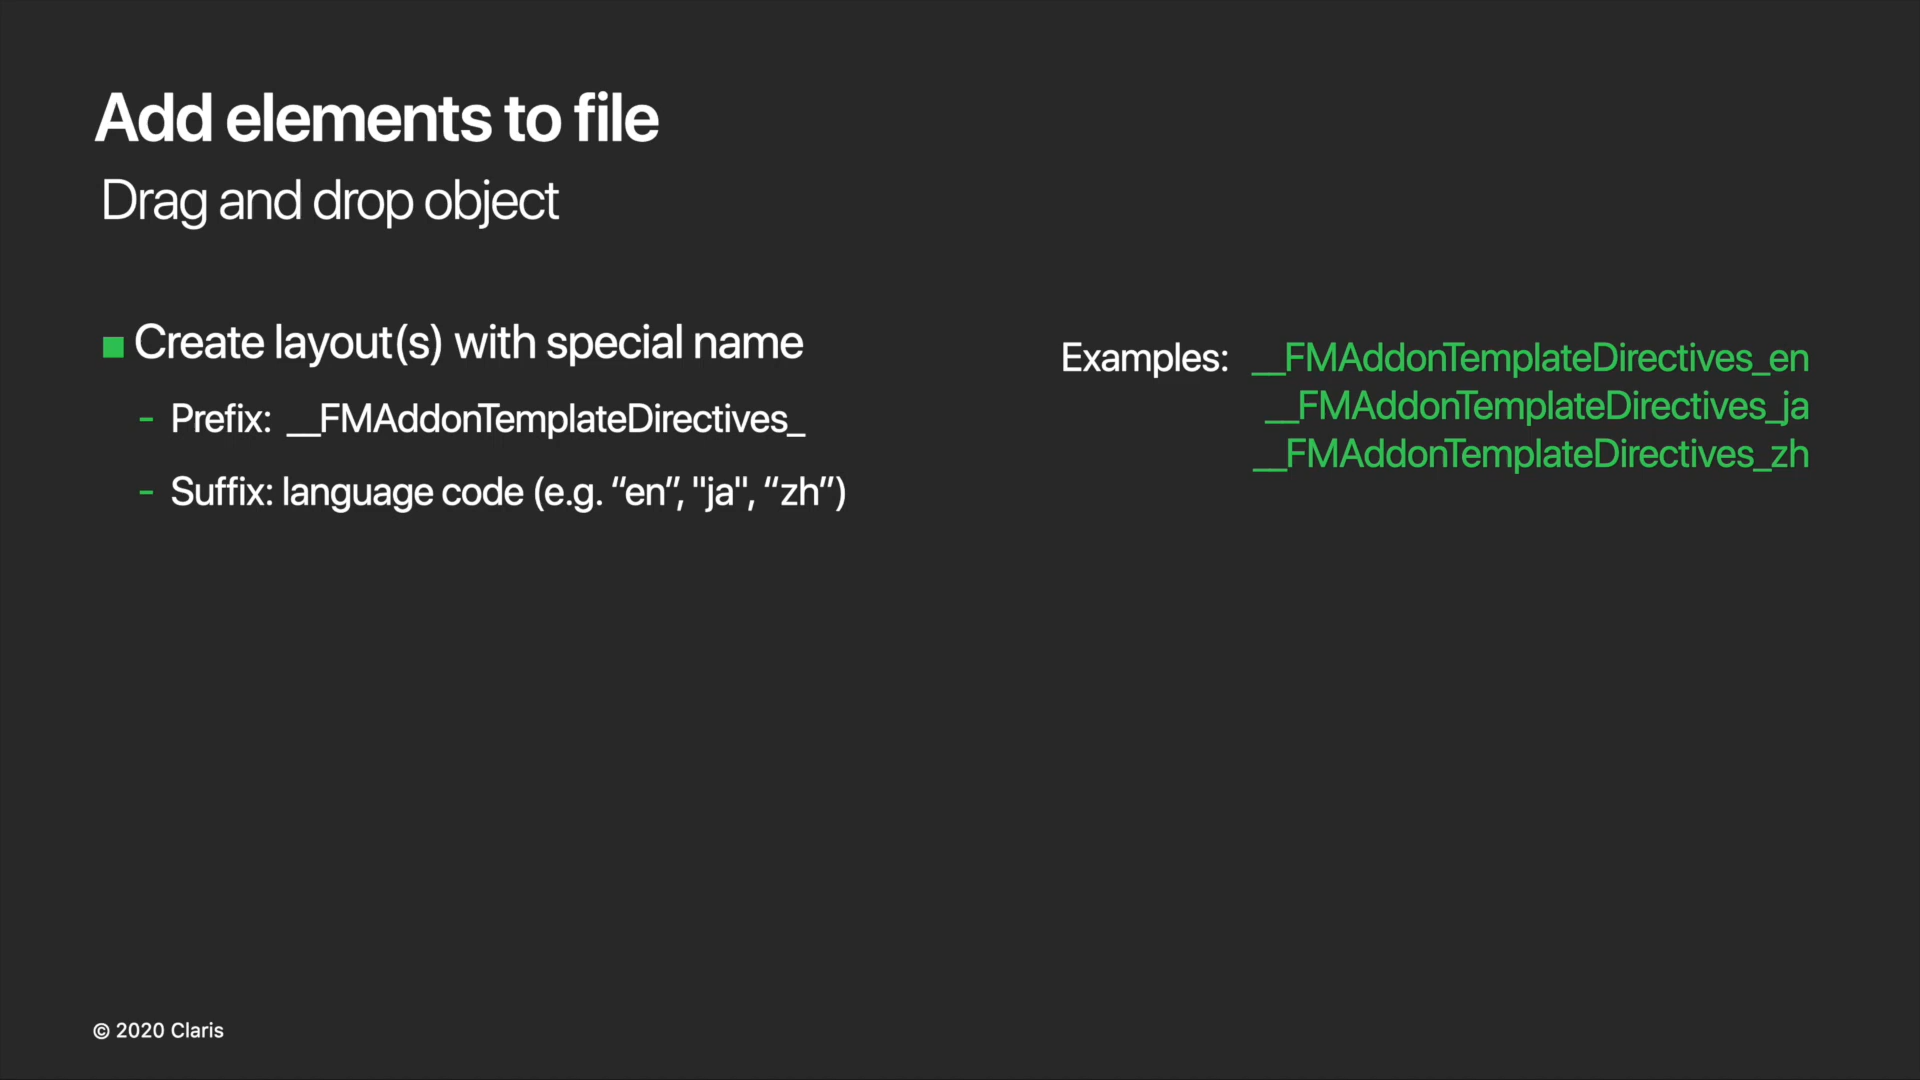 Add elements to file
Drag and drop object
■ Create layout(s) with special name
- Prefix: __FMAddonTemplateDirectives_
- Suffix: language code (e.g. “en”, "ja", “zh”)
Examples: __FMAddonTemplateDirectives_en
__FMAddonTemplateDirectives_ja
__FMAddonTemplateDirectives_zh
© 2020 Claris